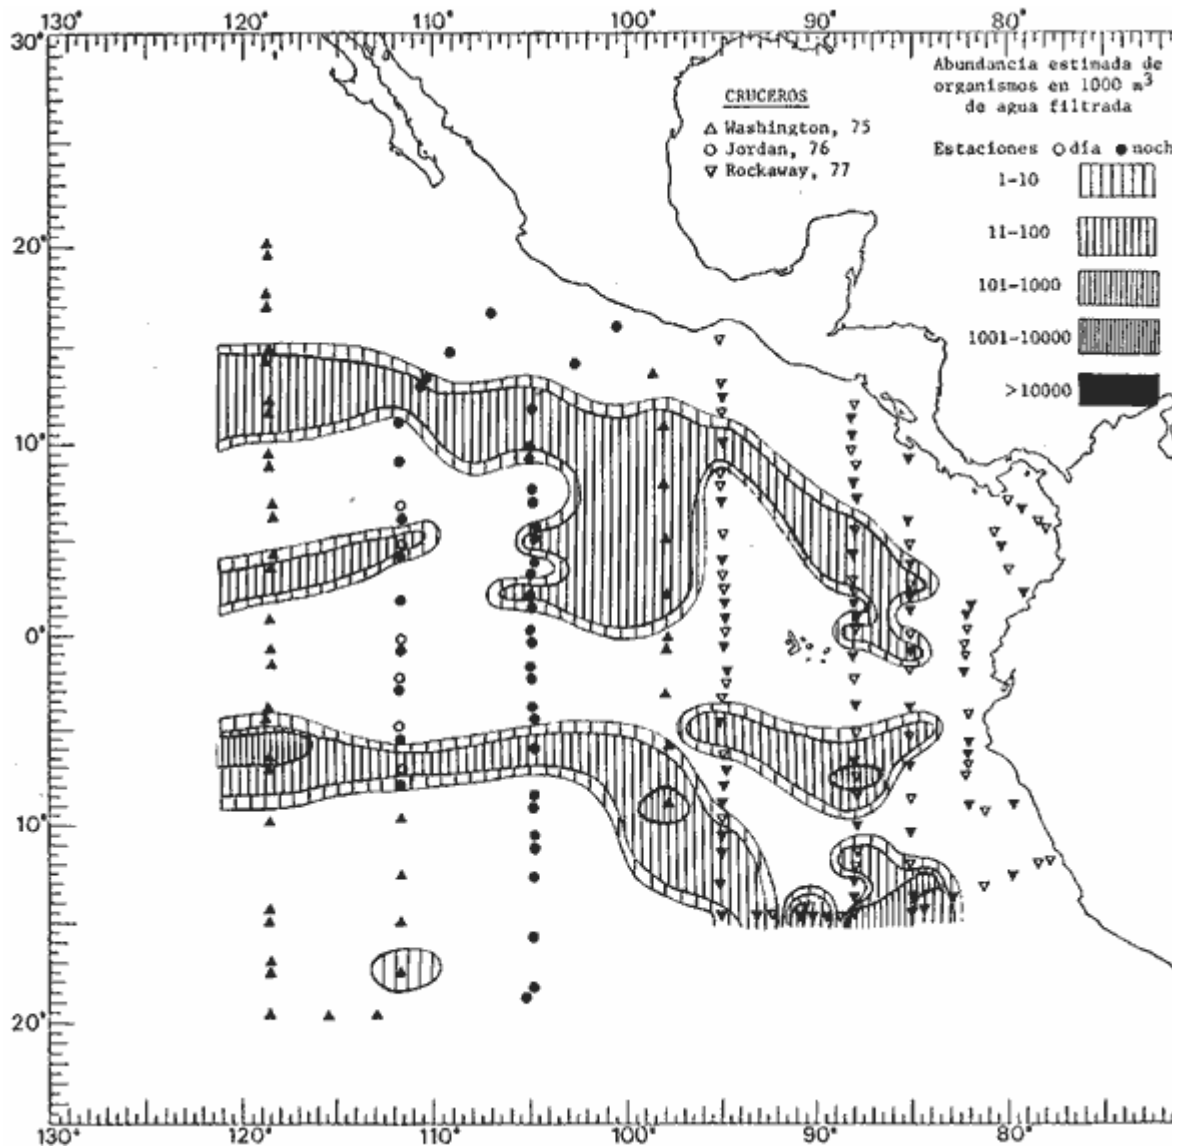 130° 120° 110° 100° 90° 80°
30°
Abundancia estimada de
organismos en 1000 m³
de agua filtrada
CRUCEROS
△ Washington, 75
○ Jordan, 76
▽ Rockaway, 77
Estaciones ○ día ● noch
1-10
11-100
101-1000
1001-10000
>10000
20°
10°
0°
10°
20°
130° 120° 110° 100° 90° 80°